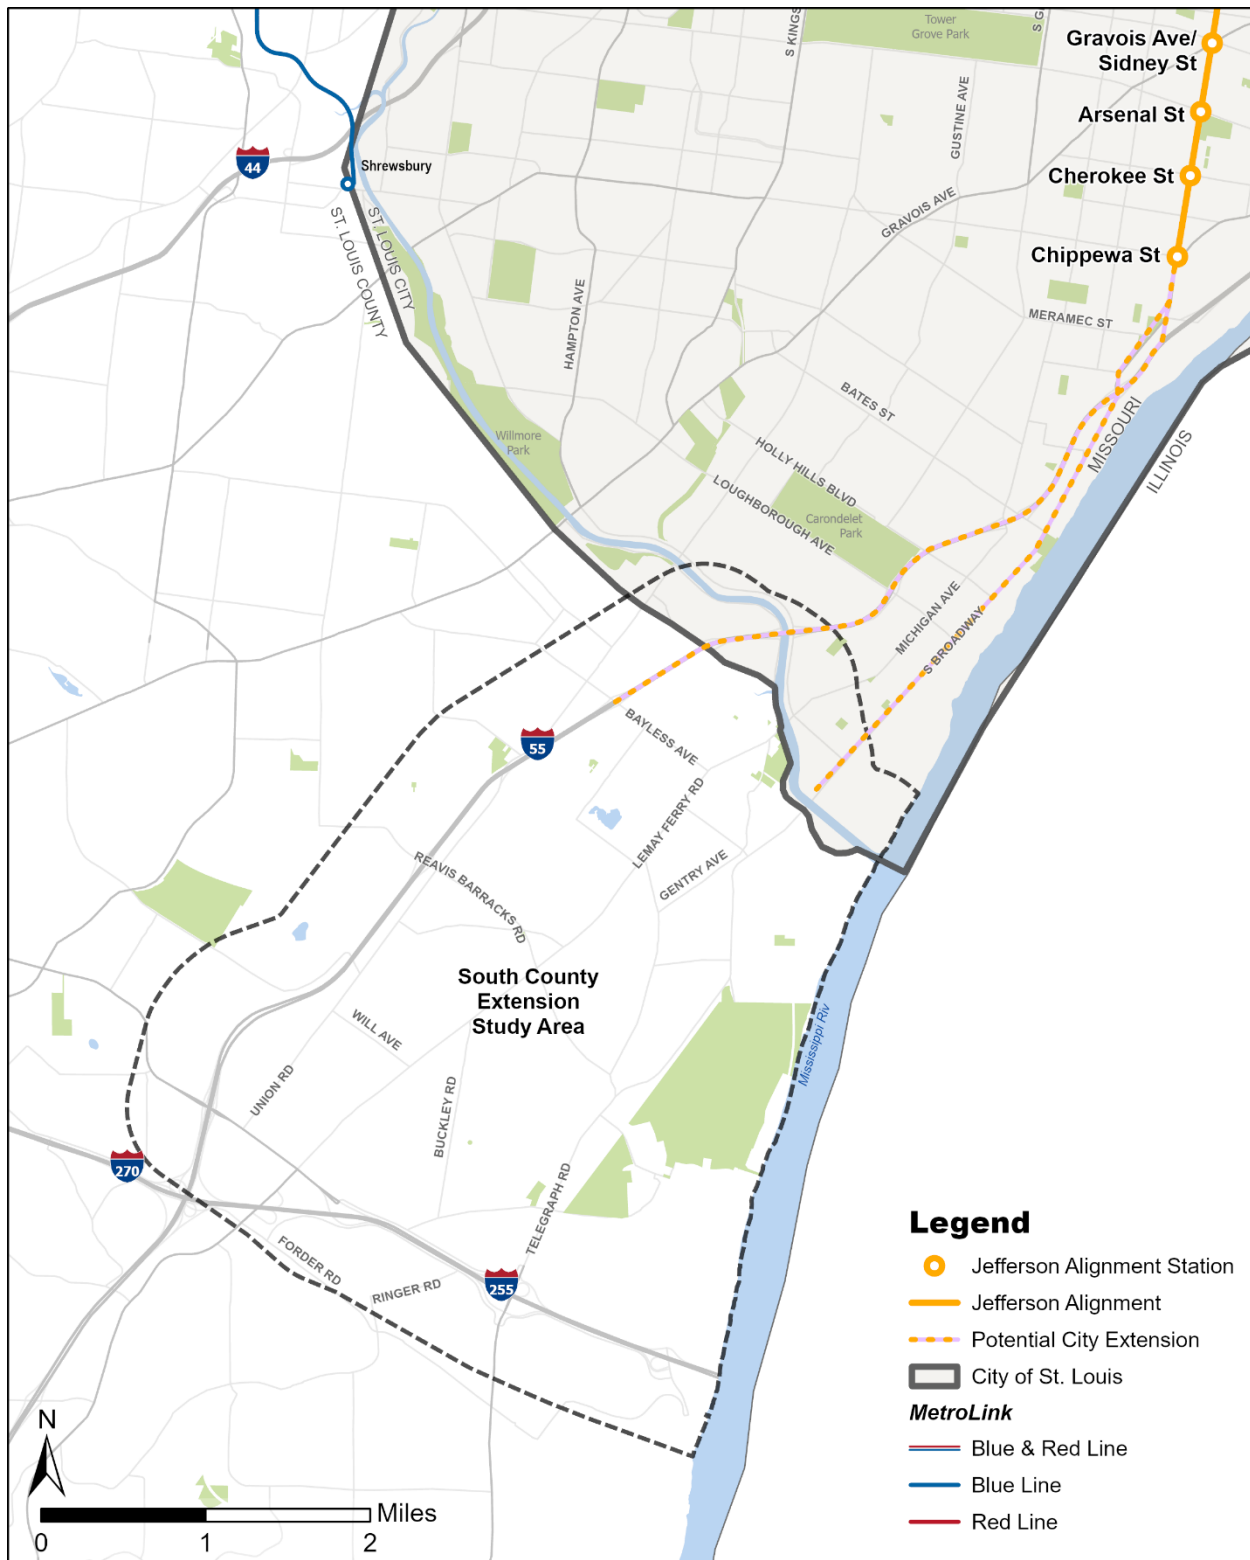 Tower
Grove Park
S KINGS
S G
Gravois Ave/
Sidney St
GUSTINE AVE
Arsenal St
44
Shrewsbury
Cherokee St
GRAVOIS AVE
ST. LOUIS CITY
ST. LOUIS COUNTY
Chippewa St
HAMPTON AVE
MERAMEC ST
BATES ST
MISSOURI
ILLINOIS
Willmore
Park
HOLLY HILLS BLVD
LOUGHBOROUGH AVE
Carondelet
Park
MICHIGAN AVE
S BROADWAY
55
BAYLESS AVE
LEMAY FERRY RD
REAVIS BARRACKS RD
GENTRY AVE
South County
Extension
Study Area
WILL AVE
Mississippi Riv
UNION RD
BUCKLEY RD
270
TELEGRAPH RD
FORDER RD
RINGER RD
255
Legend
Jefferson Alignment Station
Jefferson Alignment
Potential City Extension
City of St. Louis
MetroLink
Blue & Red Line
Blue Line
Red Line
N
Miles
0 1 2